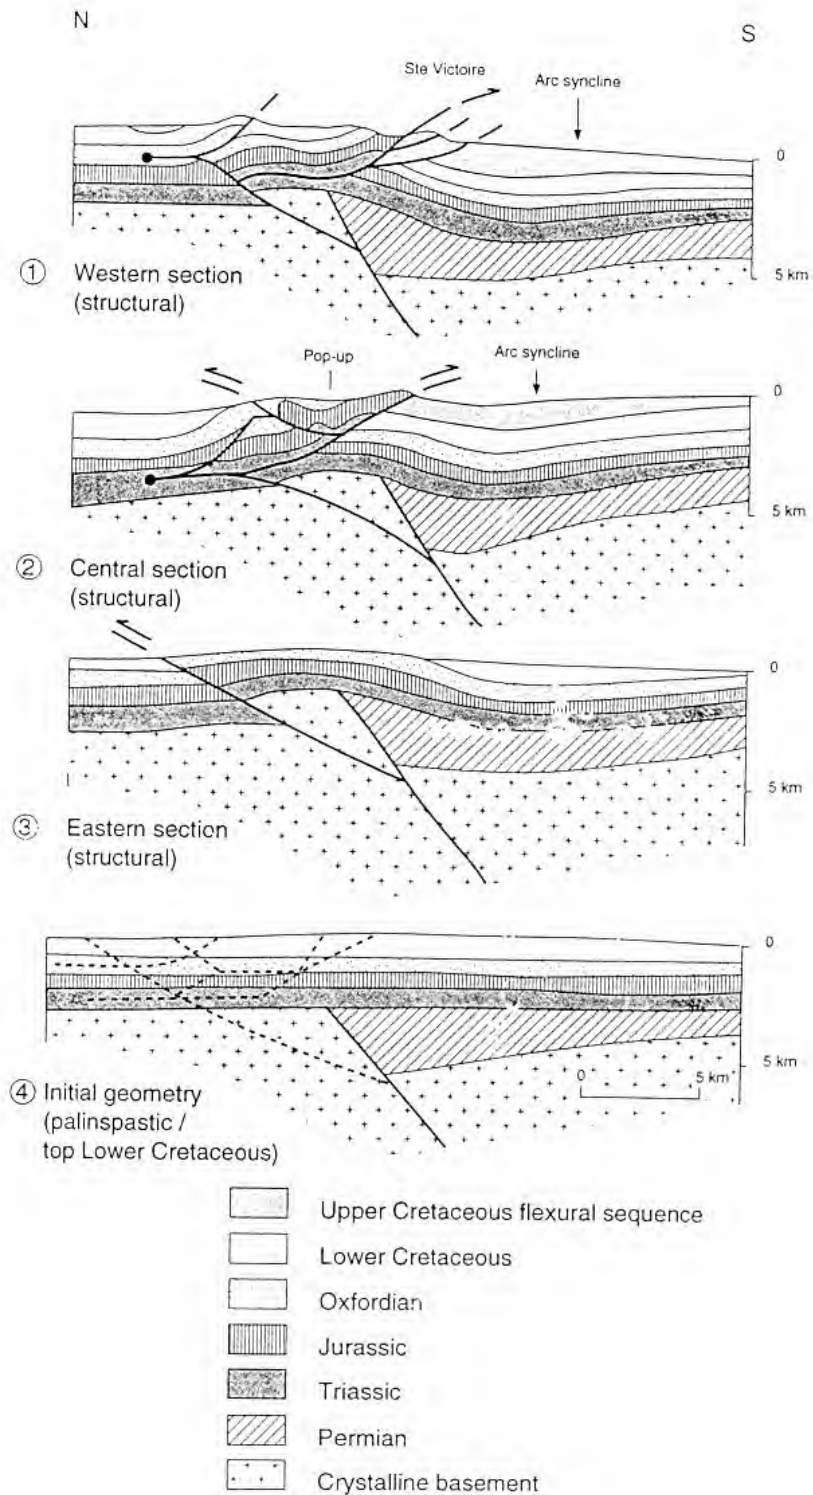 N
S
Ste Victoire
Arc syncline
0
5 km
① Western section
(structural)
Pop-up
Arc syncline
0
5 km
② Central section
(structural)
0
5 km
③ Eastern section
(structural)
0
5 km
0 5 km
④ Initial geometry
(palinspastic /
top Lower Cretaceous)
Upper Cretaceous flexural sequence
Lower Cretaceous
Oxfordian
Jurassic
Triassic
Permian
Crystalline basement